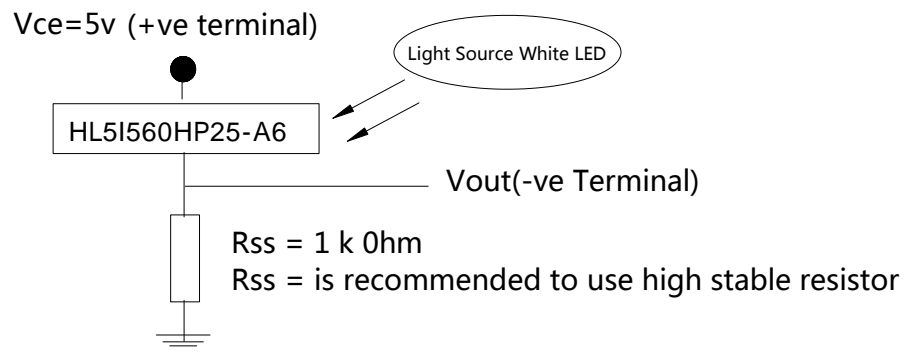 Vce=5v (+ve terminal)
Light Source White LED
HL5I560HP25-A6
Vout(-ve Terminal)
Rss = 1 k 0hm
Rss = is recommended to use high stable resistor